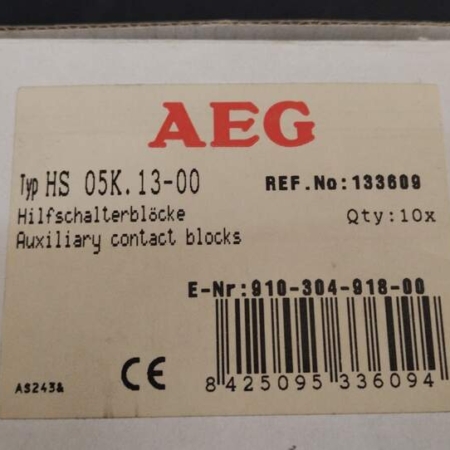 AEG
Typ HS 05K.13-00
REF.No:133609
Hilfschalterblöcke
Qty:10x
Auxiliary contact blocks
E-Nr:910-304-918-00
CE
8 425095 336094
AS243&